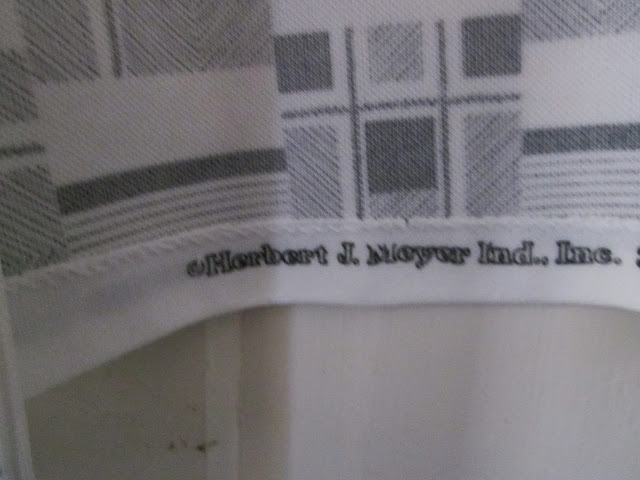 ©Herbert J. Meyer Ind., Inc.